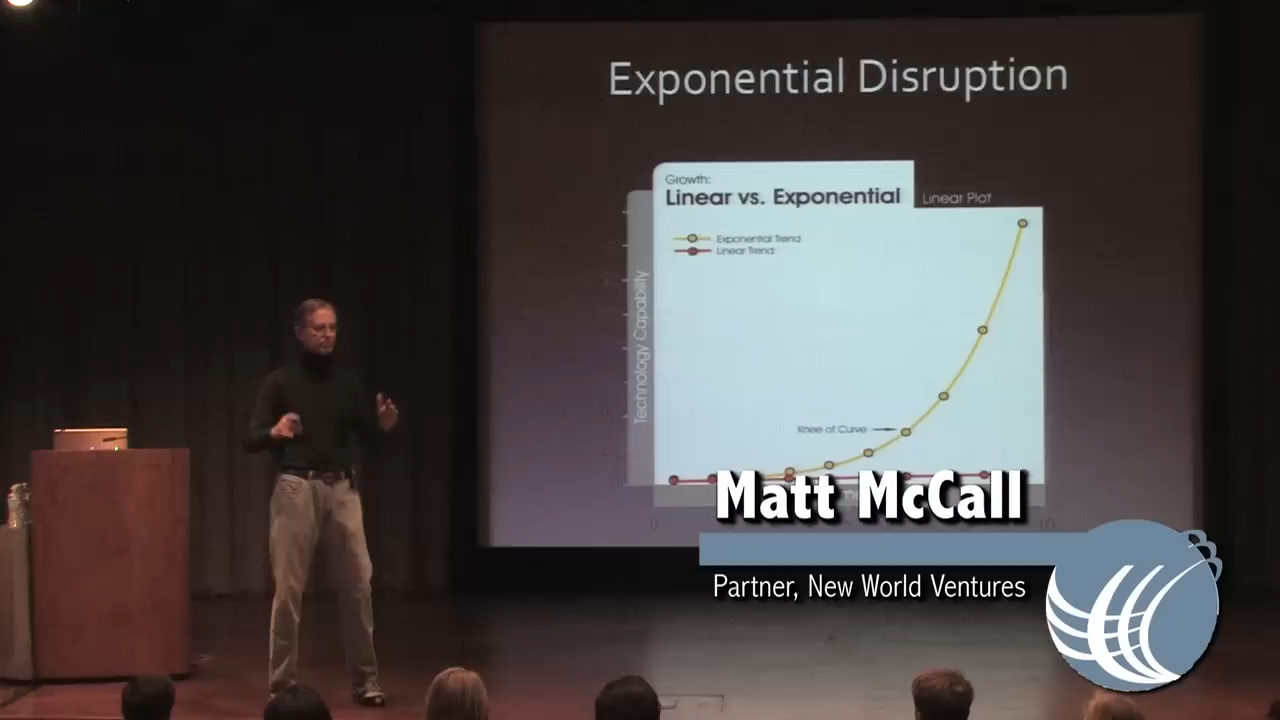 Exponential Disruption
Growth:
Linear vs. Exponential
Linear Plot
Exponential Trend
Linear Trend
Technology Capability
Knee of Curve
Matt McCall
Partner, New World Ventures